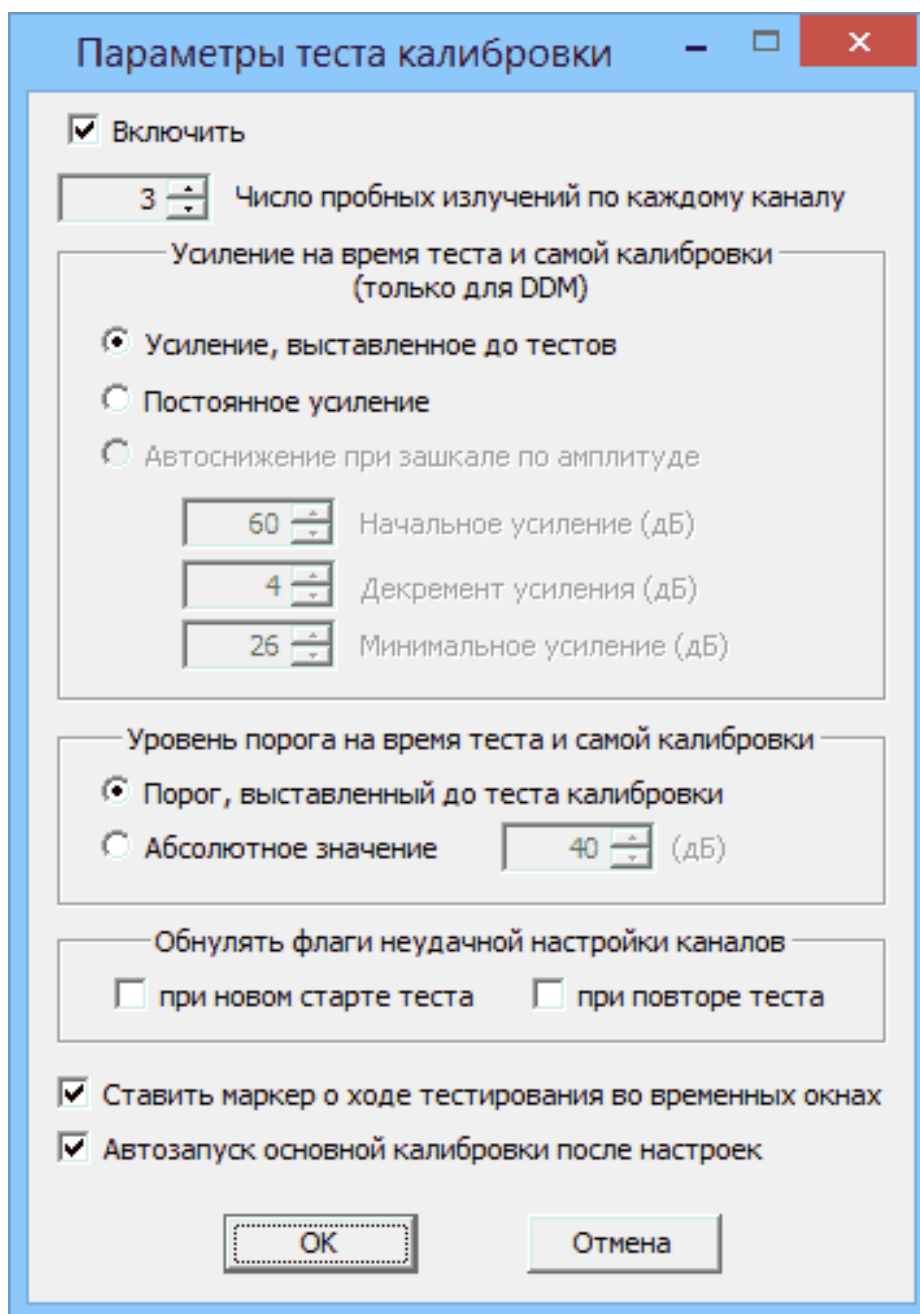 Параметры теста калибровки
Включить
3 Число пробных излучений по каждому каналу
Усиление на время теста и самой калибровки
(только для DDM)
Усиление, выставленное до тестов
Постоянное усиление
Автоснижение при зашкале по амплитуде
60 Начальное усиление (дБ)
4 Декремент усиления (дБ)
26 Минимальное усиление (дБ)
Уровень порога на время теста и самой калибровки
Порог, выставленный до теста калибровки
Абсолютное значение 40 (дБ)
Обнулять флаги неудачной настройки каналов
при новом старте теста при повторе теста
Ставить маркер о ходе тестирования во временных окнах
Автозапуск основной калибровки после настроек
OK Отмена